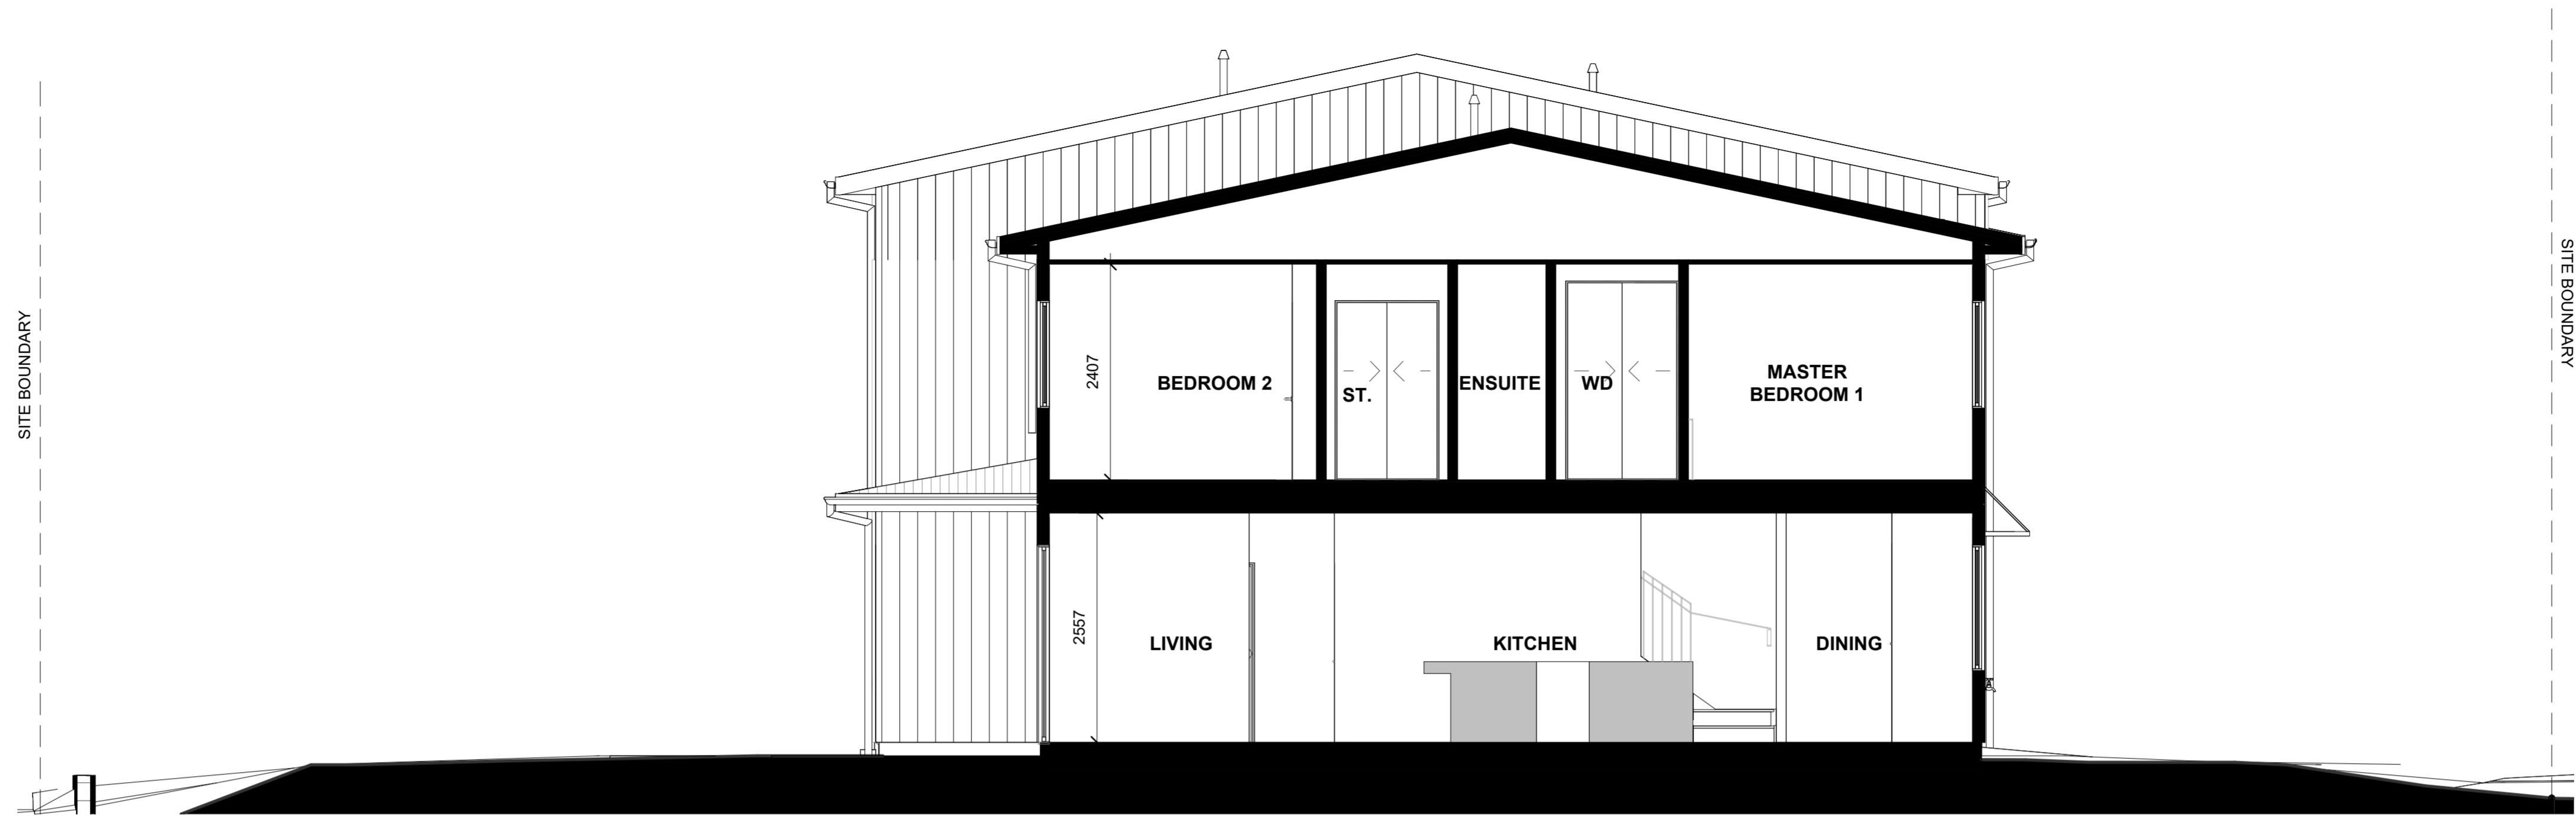 SITE BOUNDARY
SITE BOUNDARY
2407
BEDROOM 2
ST.
ENSUITE
WD
MASTER
BEDROOM 1
2557
LIVING
KITCHEN
DINING